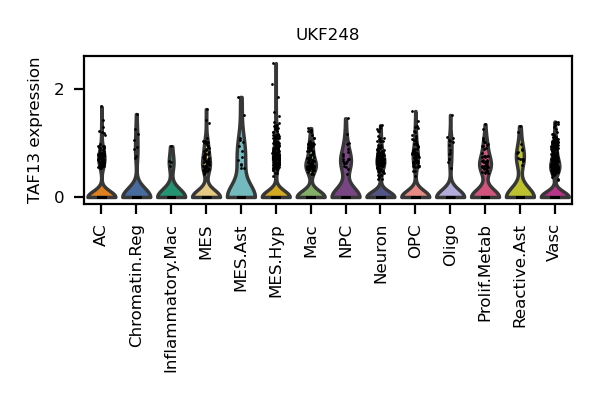 UKF248
TAF13 expression
2
0
AC
Chromatin.Reg
Inflammatory.Mac
MES
MES.Ast
MES.Hyp
Mac
NPC
Neuron
OPC
Oligo
Prolif.Metab
Reactive.Ast
Vasc